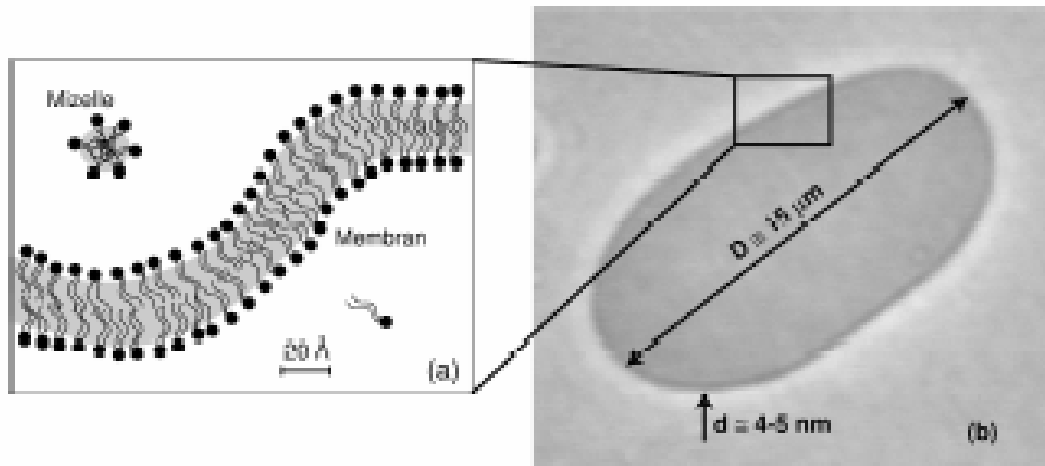 Mizelle
Membran
20 Å
(a)
D = 15 µm
d = 4-5 nm
(b)